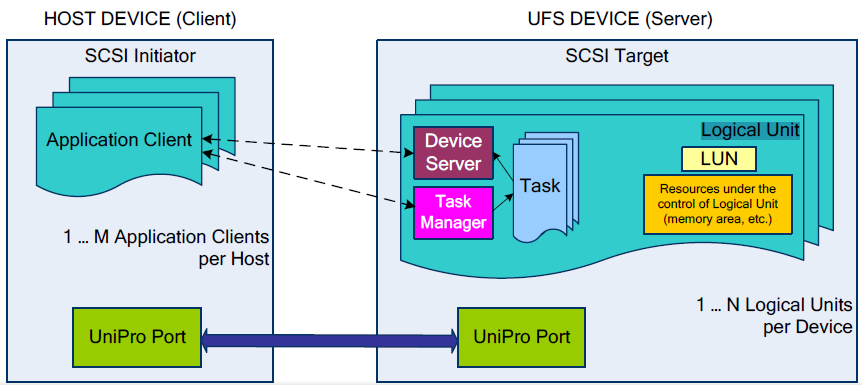 HOST DEVICE (Client)
UFS DEVICE (Server)
SCSI Initiator
SCSI Target
Application Client
Logical Unit
Device
Server
LUN
Task
Task
Manager
Resources under the
control of Logical Unit
(memory area, etc.)
1 ... M Application Clients
per Host
1 ... N Logical Units
per Device
UniPro Port
UniPro Port